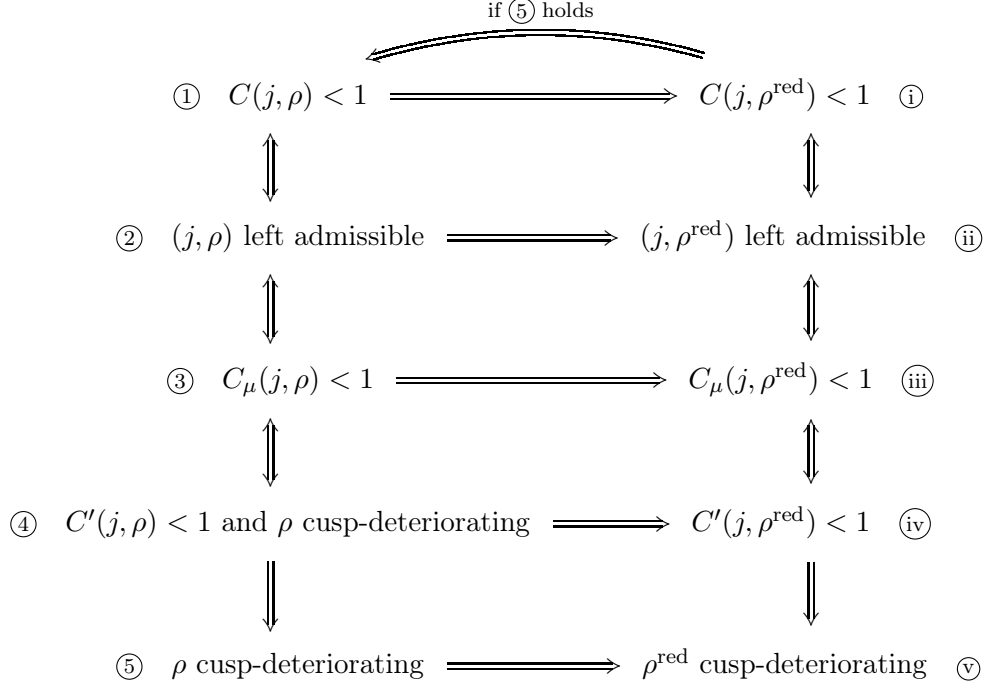 if ⑤ holds
① C(j, ρ) < 1 C(j, ρ^red) < 1 ⓘ
② (j, ρ) left admissible (j, ρ^red) left admissible ⓘⓘ
③ C_μ(j, ρ) < 1 C_μ(j, ρ^red) < 1 ⓘⓘⓘ
④ C′(j, ρ) < 1 and ρ cusp-deteriorating C′(j, ρ^red) < 1 ⓘⓥ
⑤ ρ cusp-deteriorating ρ^red cusp-deteriorating ⓥ